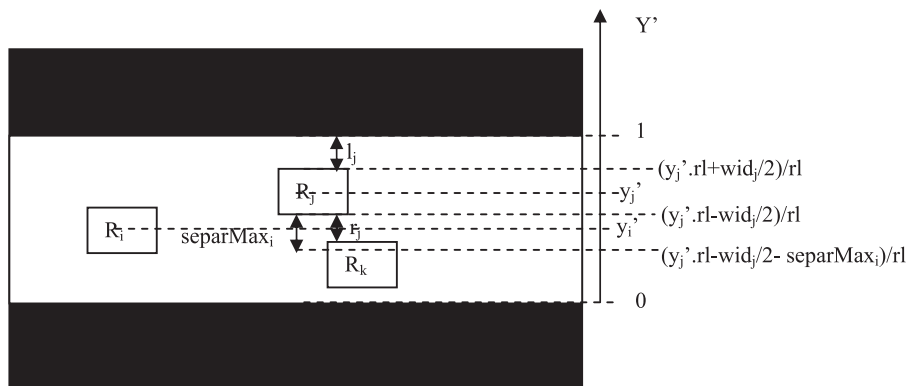 Y’
1
l_j
(y_j’.rl+wid_j/2)/rl
R_j
y_j’
(y_j’.rl-wid_j/2)/rl
R_i
separMax_i
r_j
y_i’
R_k
(y_j’.rl-wid_j/2- separMax_i)/rl
0